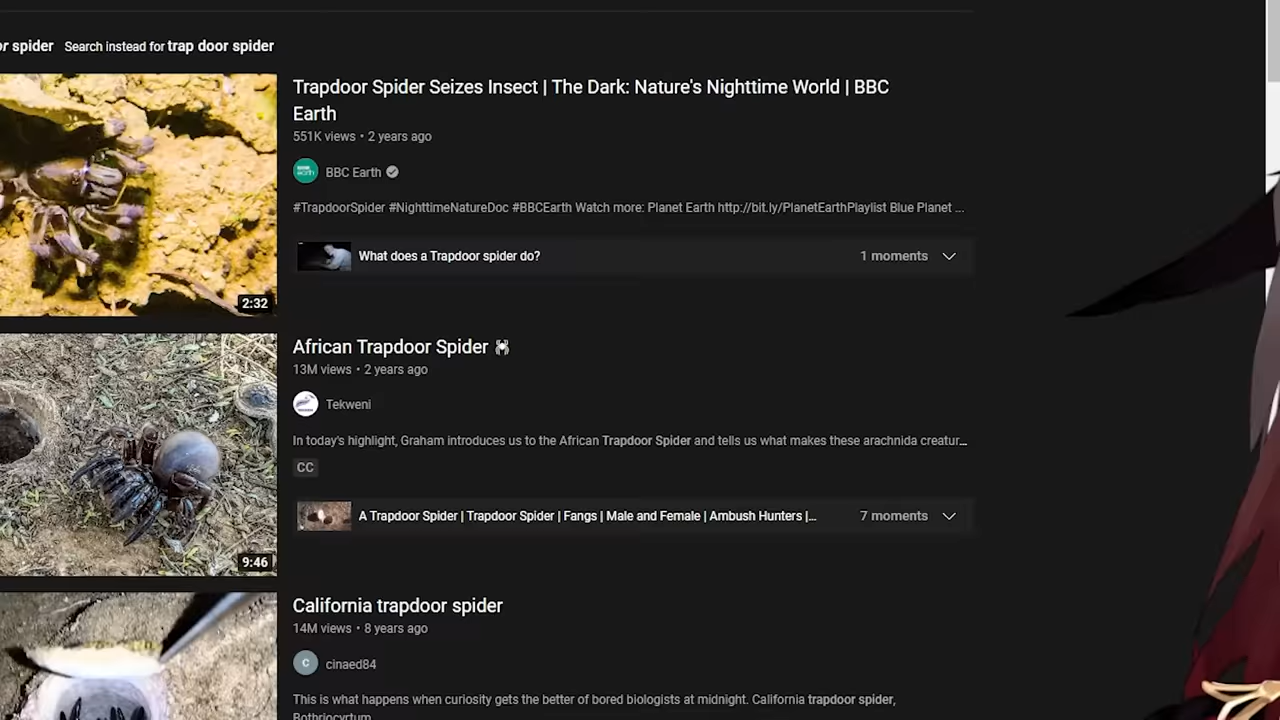 or spider Search instead for trap door spider
Trapdoor Spider Seizes Insect | The Dark: Nature's Nighttime World | BBC
Earth
551K views • 2 years ago
BBC Earth
#TrapdoorSpider #NighttimeNatureDoc #BBCEarth Watch more: Planet Earth http://bit.ly/PlanetEarthPlaylist Blue Planet ...
What does a Trapdoor spider do? 1 moments
2:32
African Trapdoor Spider 🕷
13M views • 2 years ago
Tekweni
In today's highlight, Graham introduces us to the African Trapdoor Spider and tells us what makes these arachnida creatur...
CC
A Trapdoor Spider | Trapdoor Spider | Fangs | Male and Female | Ambush Hunters |... 7 moments
9:46
California trapdoor spider
14M views • 8 years ago
C cinaed84
This is what happens when curiosity gets the better of bored biologists at midnight. California trapdoor spider,
Bothriocyrtum